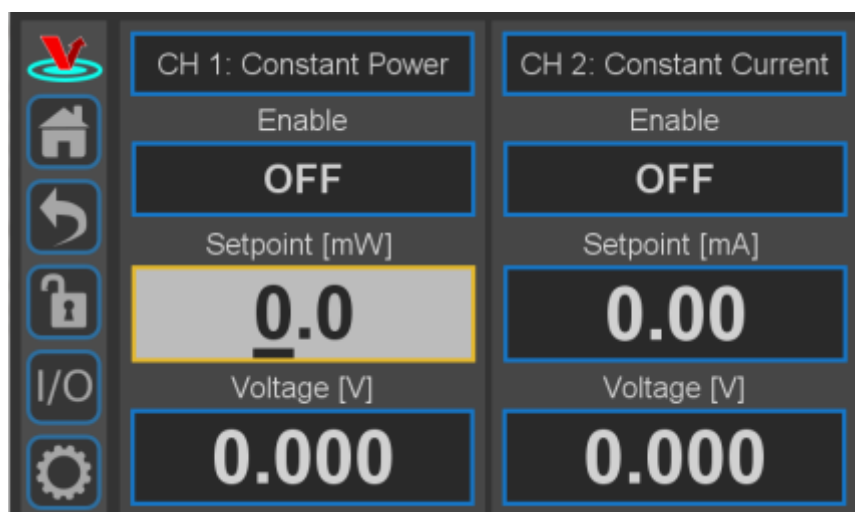 CH 1: Constant Power
Enable
OFF
Setpoint [mW]
0.0
Voltage [V]
0.000
CH 2: Constant Current
Enable
OFF
Setpoint [mA]
0.00
Voltage [V]
0.000
I/O